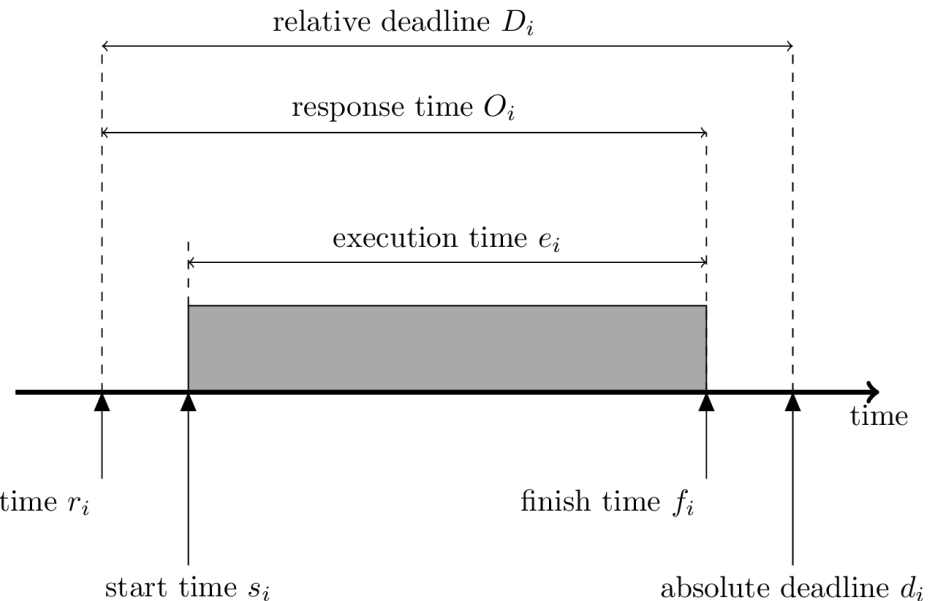 relative deadline Dᵢ
response time Oᵢ
execution time eᵢ
time
time rᵢ
finish time fᵢ
start time sᵢ
absolute deadline dᵢ